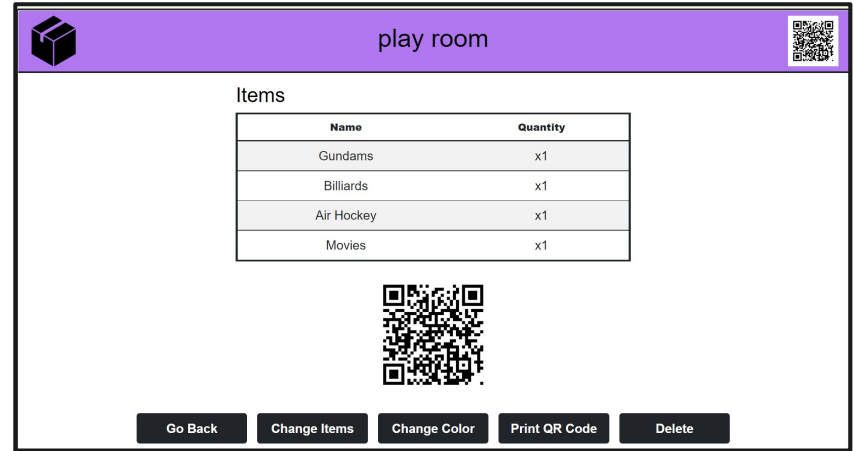 play room
Items
Name Quantity
Gundams x1
Billiards x1
Air Hockey x1
Movies x1
Go Back Change Items Change Color Print QR Code Delete